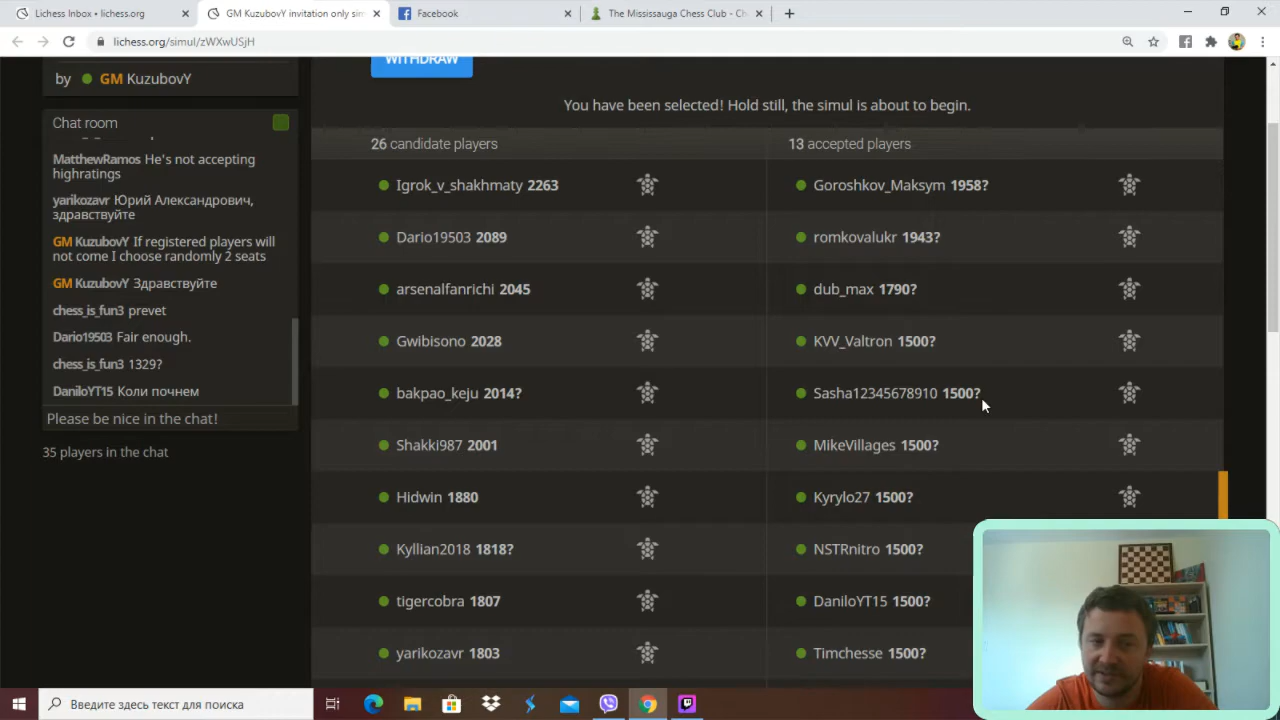 Lichess Inbox • lichess.org
GM KuzubovY invitation only sim
Facebook
The Mississauga Chess Club - Ch
lichess.org/simul/zWXwUSjH
by GM KuzubovY
WITHDRAW
You have been selected! Hold still, the simul is about to begin.
Chat room
MatthewRamos He's not accepting
highratings
yarikozavr Юрий Александрович,
здравствуйте
GM KuzubovY If registered players will
not come I choose randomly 2 seats
GM KuzubovY Здравствуйте
chess_is_fun3 prevet
Dario19503 Fair enough.
chess_is_fun3 1329?
DaniloYT15 Коли почнем
Please be nice in the chat!
35 players in the chat
26 candidate players
Igrok_v_shakhmaty 2263
Dario19503 2089
arsenalfanrichi 2045
Gwibisono 2028
bakpao_keju 2014?
Shakki987 2001
Hidwin 1880
Kyllian2018 1818?
tigercobra 1807
yarikozavr 1803
13 accepted players
Goroshkov_Maksym 1958?
romkovalukr 1943?
dub_max 1790?
KVV_Valtron 1500?
Sasha12345678910 1500?
MikeVillages 1500?
Kyrylo27 1500?
NSTRnitro 1500?
DaniloYT15 1500?
Timchesse 1500?
Введите здесь текст для поиска